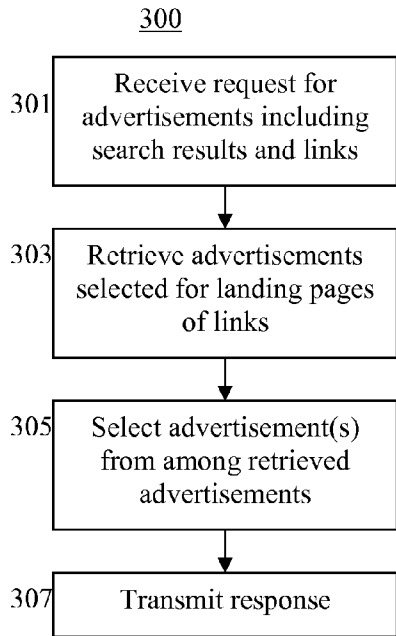 300
301
Receive request for
advertisements including
search results and links
303
Retrieve advertisements
selected for landing pages
of links
305
Select advertisement(s)
from among retrieved
advertisements
307
Transmit response